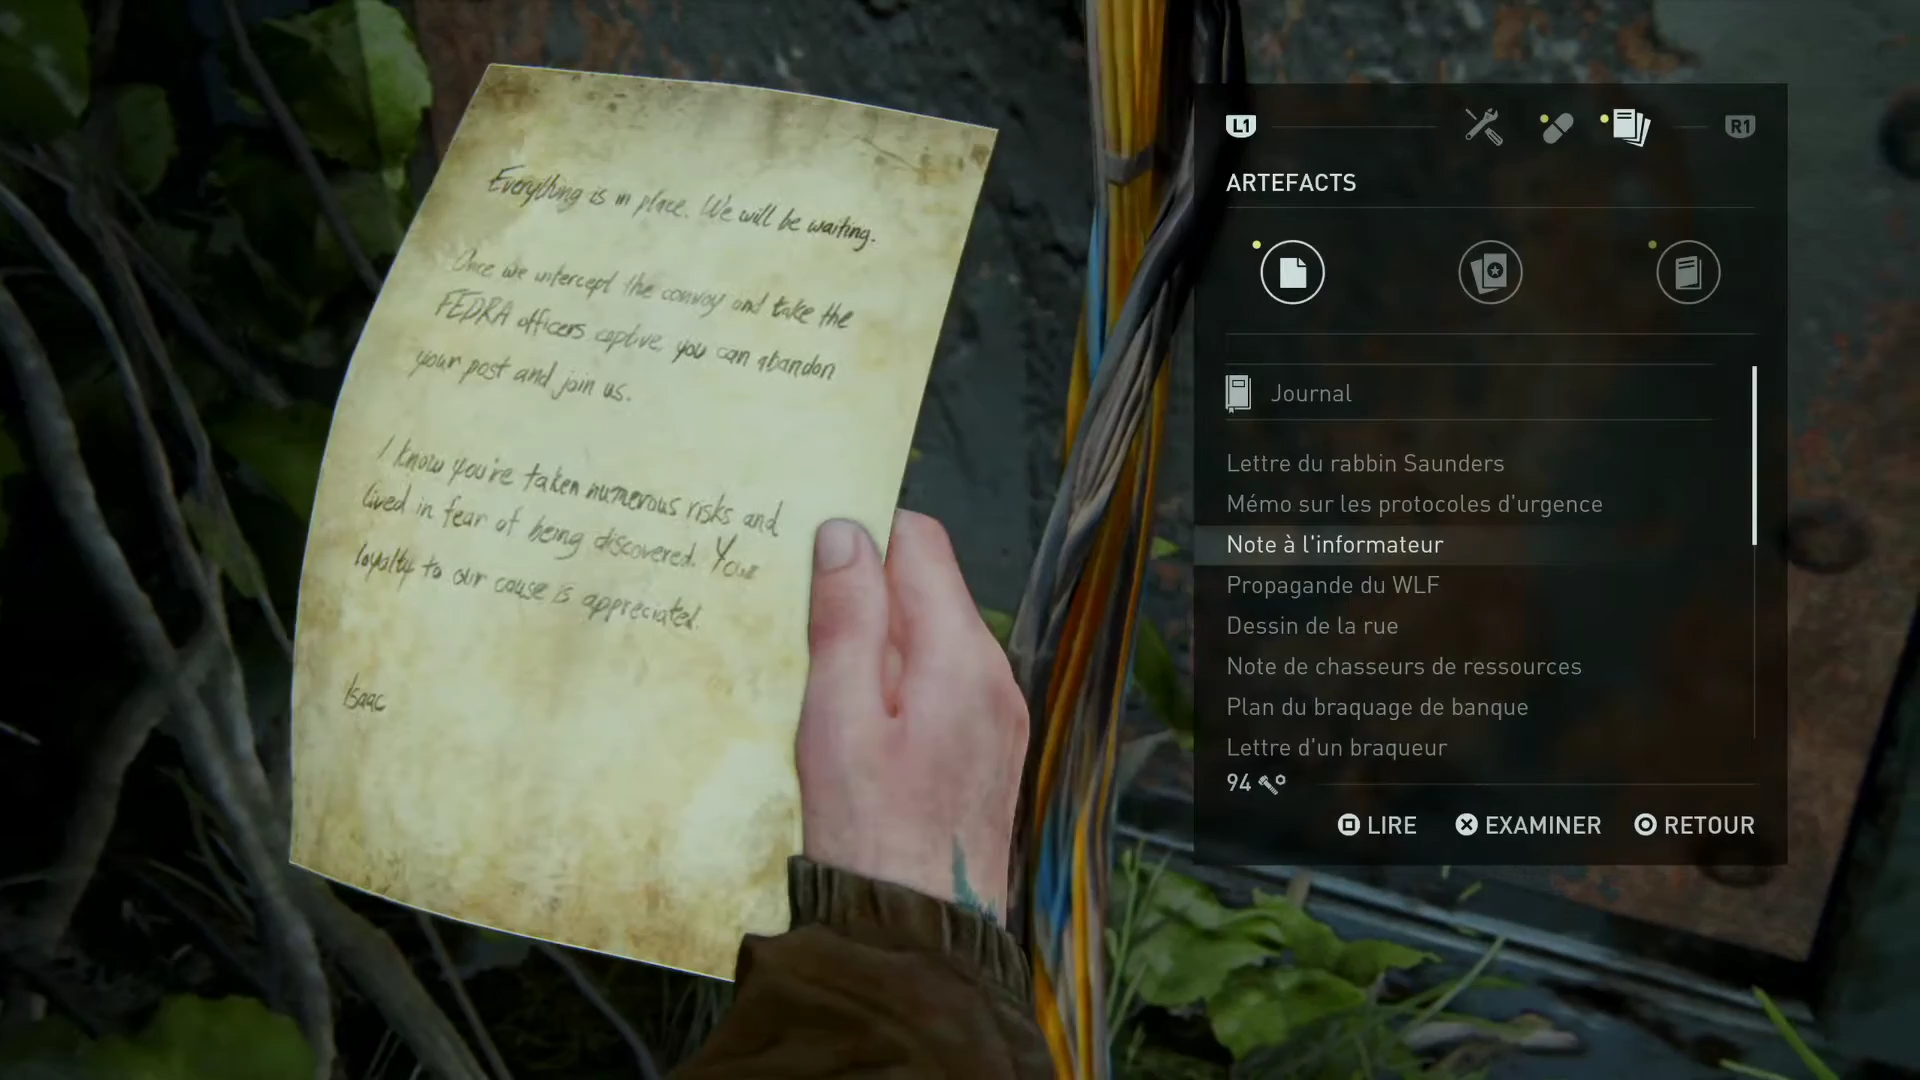 Everything is in place. We will be waiting.
Once we intercept the convoy and take the
FEDRA officers captive, you can abandon
your post and join us.
I know you're taken numerous risks and
lived in fear of being discovered. Your
loyalty to our cause is appreciated.
Isaac
L1
R1
ARTEFACTS
Journal
Lettre du rabbin Saunders
Mémo sur les protocoles d'urgence
Note à l'informateur
Propagande du WLF
Dessin de la rue
Note de chasseurs de ressources
Plan du braquage de banque
Lettre d'un braqueur
94
LIRE EXAMINER RETOUR